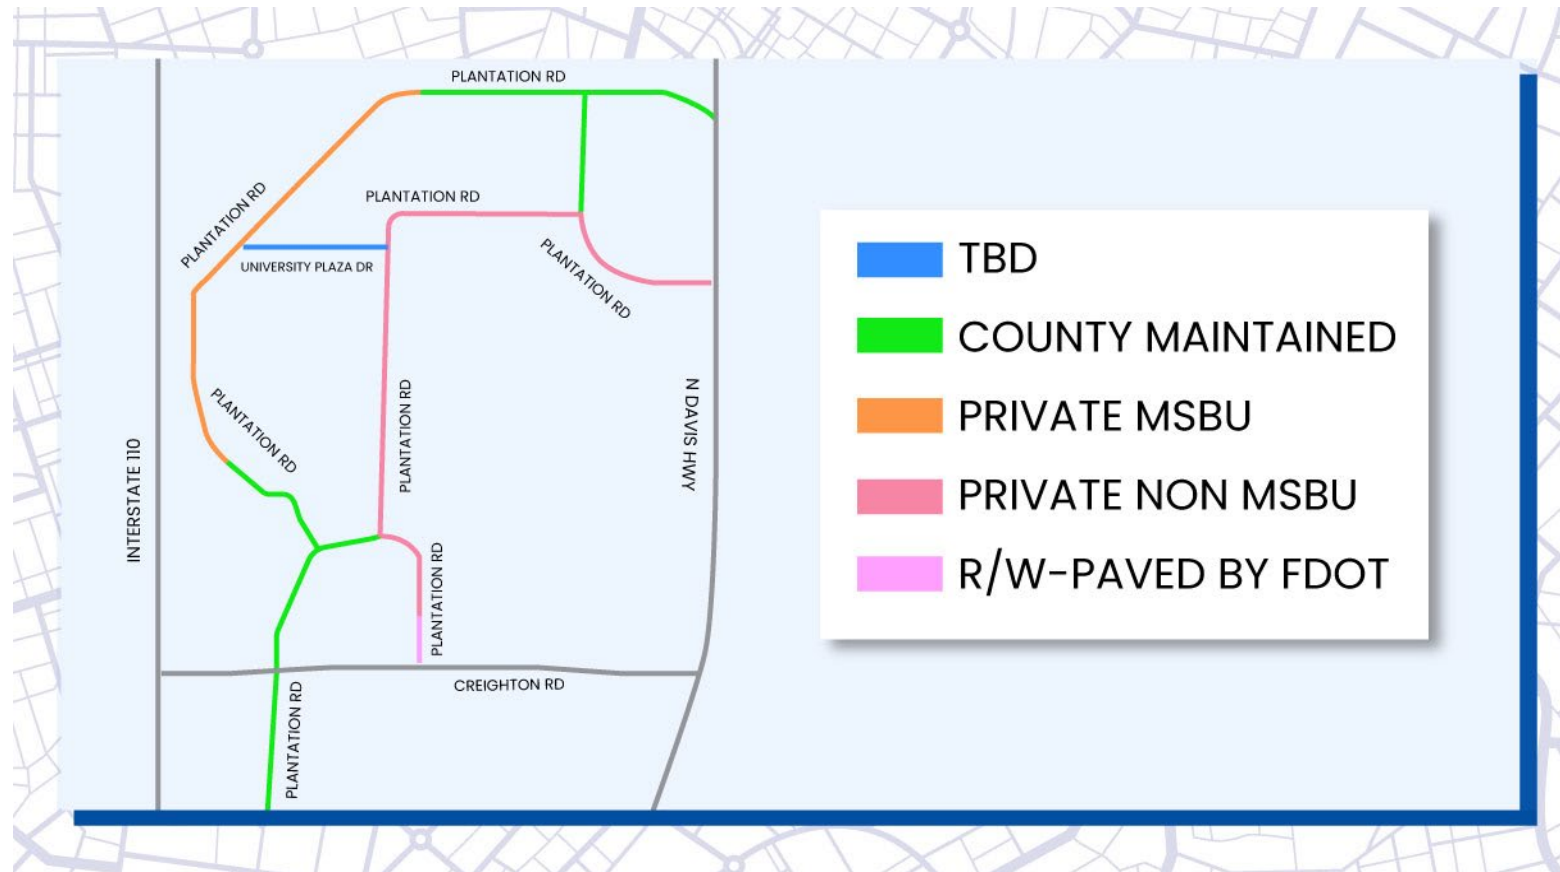 PLANTATION RD
PLANTATION RD
PLANTATION RD
UNIVERSITY PLAZA DR
PLANTATION RD
PLANTATION RD
PLANTATION RD
N DAVIS HWY
INTERSTATE 110
PLANTATION RD
CREIGHTON RD
PLANTATION RD
TBD
COUNTY MAINTAINED
PRIVATE MSBU
PRIVATE NON MSBU
R/W-PAVED BY FDOT